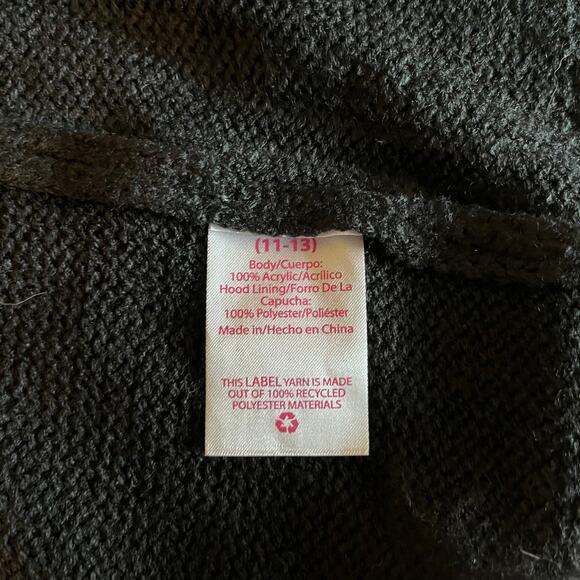 (11-13)
Body/Cuerpo:
100% Acrylic/Acrílico
Hood Lining/Forro De La
Capucha:
100% Polyester/Poliéster
Made in/Hecho en China
THIS LABEL YARN IS MADE
OUT OF 100% RECYCLED
POLYESTER MATERIALS